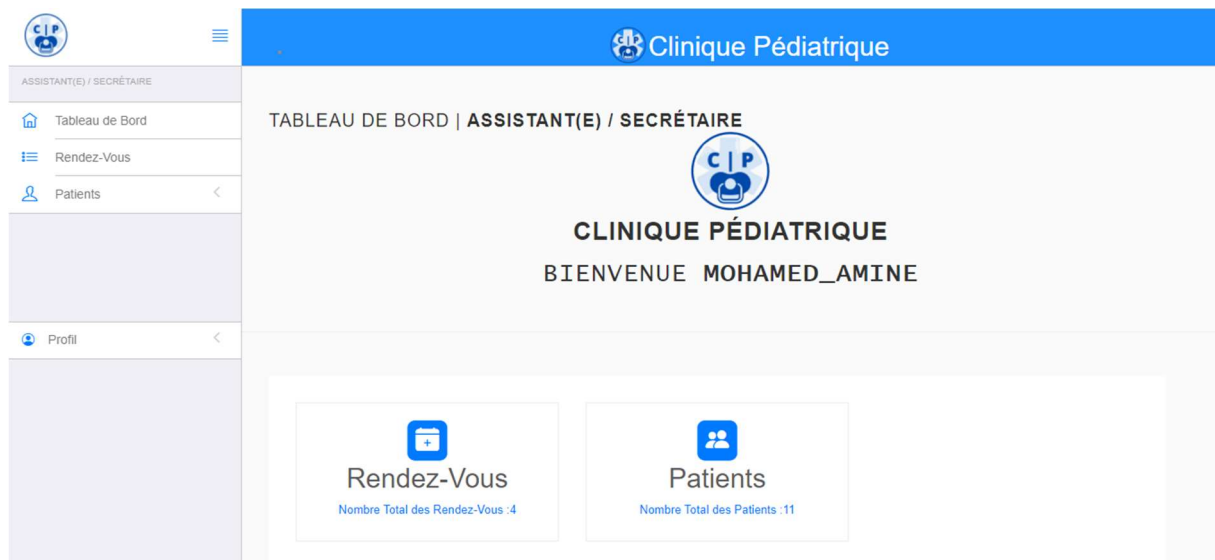 C|P
ASSISTANT(E) / SECRÉTAIRE
Tableau de Bord
Rendez-Vous
Patients
Profil
C|P Clinique Pédiatrique
TABLEAU DE BORD | ASSISTANT(E) / SECRÉTAIRE
C|P
CLINIQUE PÉDIATRIQUE
BIENVENUE MOHAMED_AMINE
Rendez-Vous
Nombre Total des Rendez-Vous :4
Patients
Nombre Total des Patients :11